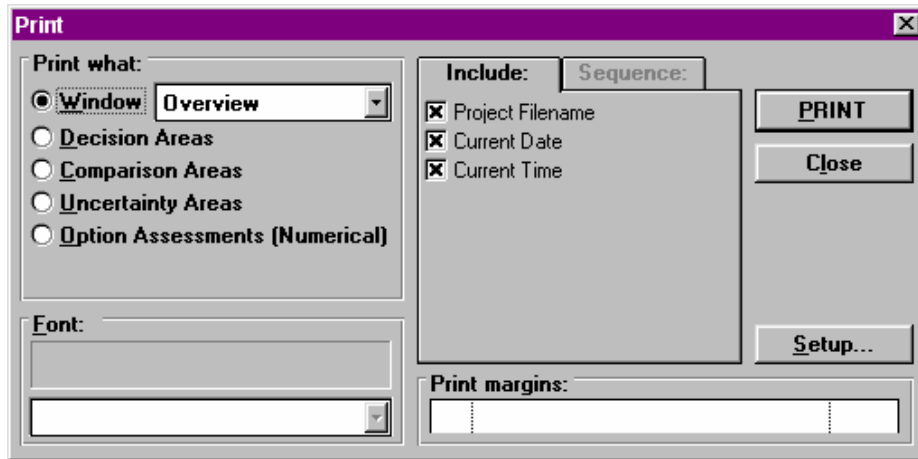 Print
Print what:
Window
Overview
Decision Areas
Comparison Areas
Uncertainty Areas
Option Assessments (Numerical)
Font:
Include:
Sequence:
Project Filename
Current Date
Current Time
PRINT
Close
Setup...
Print margins: